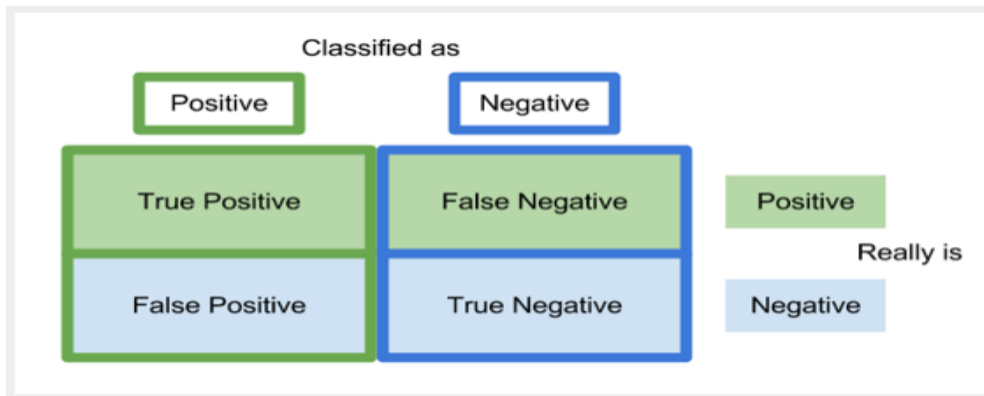 Classified as
Positive Negative
True Positive False Negative Positive
Really is
False Positive True Negative Negative